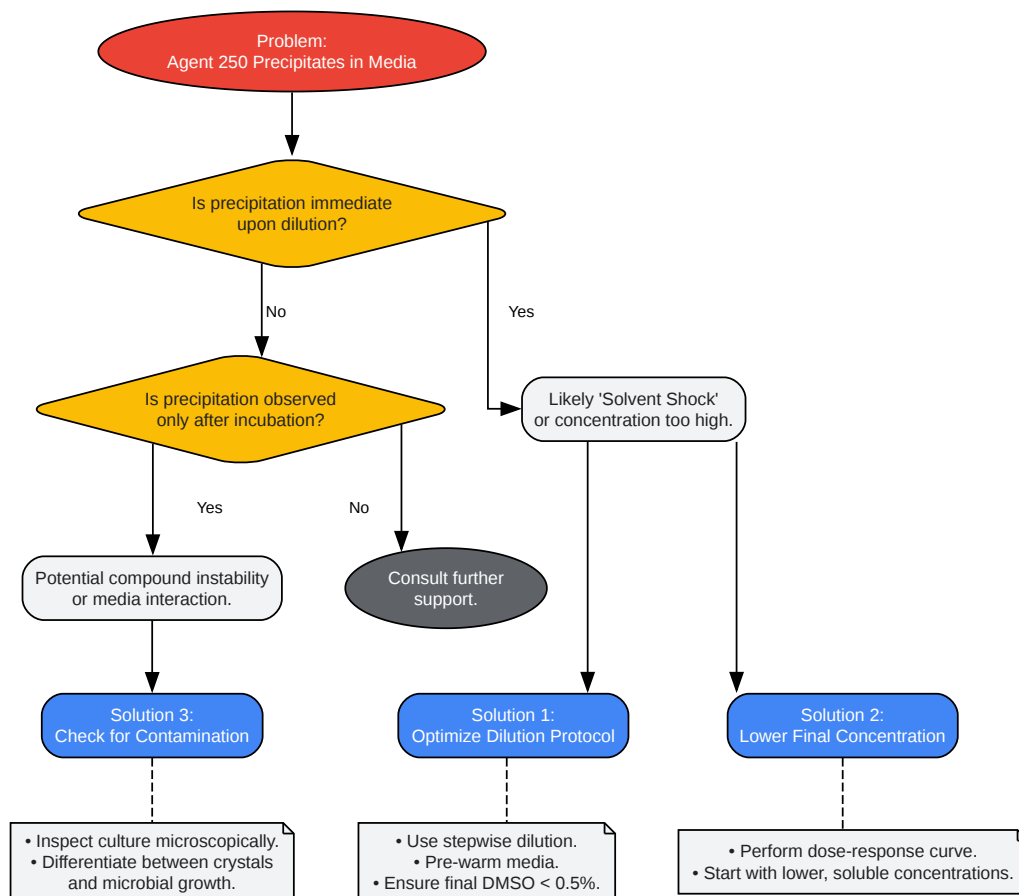 Problem:
Agent 250 Precipitates in Media
Is precipitation immediate
upon dilution?
No
Yes
Is precipitation observed
only after incubation?
Likely 'Solvent Shock'
or concentration too high.
Yes
No
Potential compound instability
or media interaction.
Consult further
support.
Solution 3:
Check for Contamination
Solution 1:
Optimize Dilution Protocol
Solution 2:
Lower Final Concentration
• Inspect culture microscopically.
• Differentiate between crystals
and microbial growth.
• Use stepwise dilution.
• Pre-warm media.
• Ensure final DMSO < 0.5%.
• Perform dose-response curve.
• Start with lower, soluble concentrations.